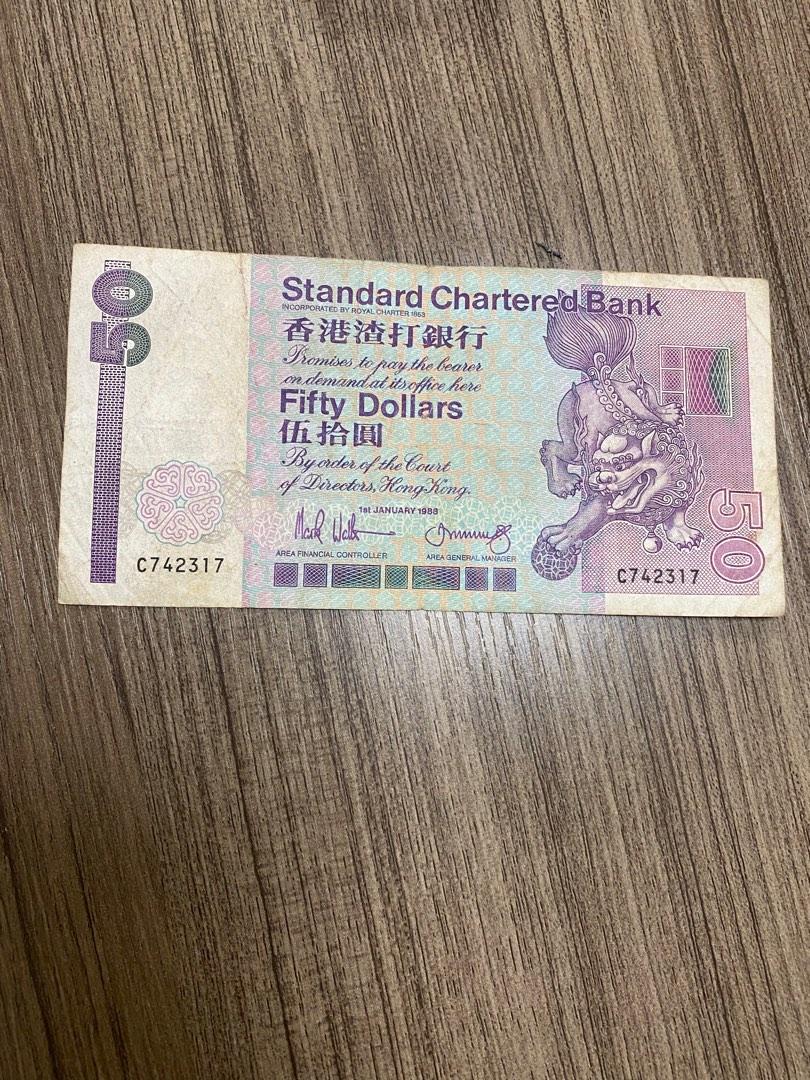 50
Standard Chartered Bank
INCORPORATED BY ROYAL CHARTER 1853
香港渣打銀行
Promises to pay the bearer
on demand at its office here
Fifty Dollars
伍拾圓
By order of the Court
of Directors, Hong Kong.
1st JANUARY 1988
AREA FINANCIAL CONTROLLER
AREA GENERAL MANAGER
C742317
C742317
50